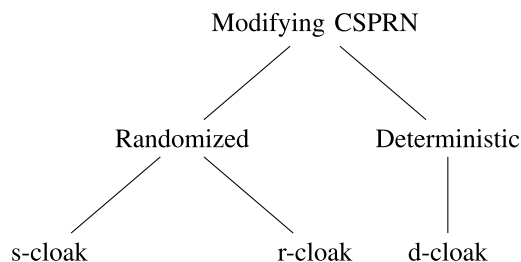 Modifying CSPRN
Randomized Deterministic
s-cloak r-cloak d-cloak